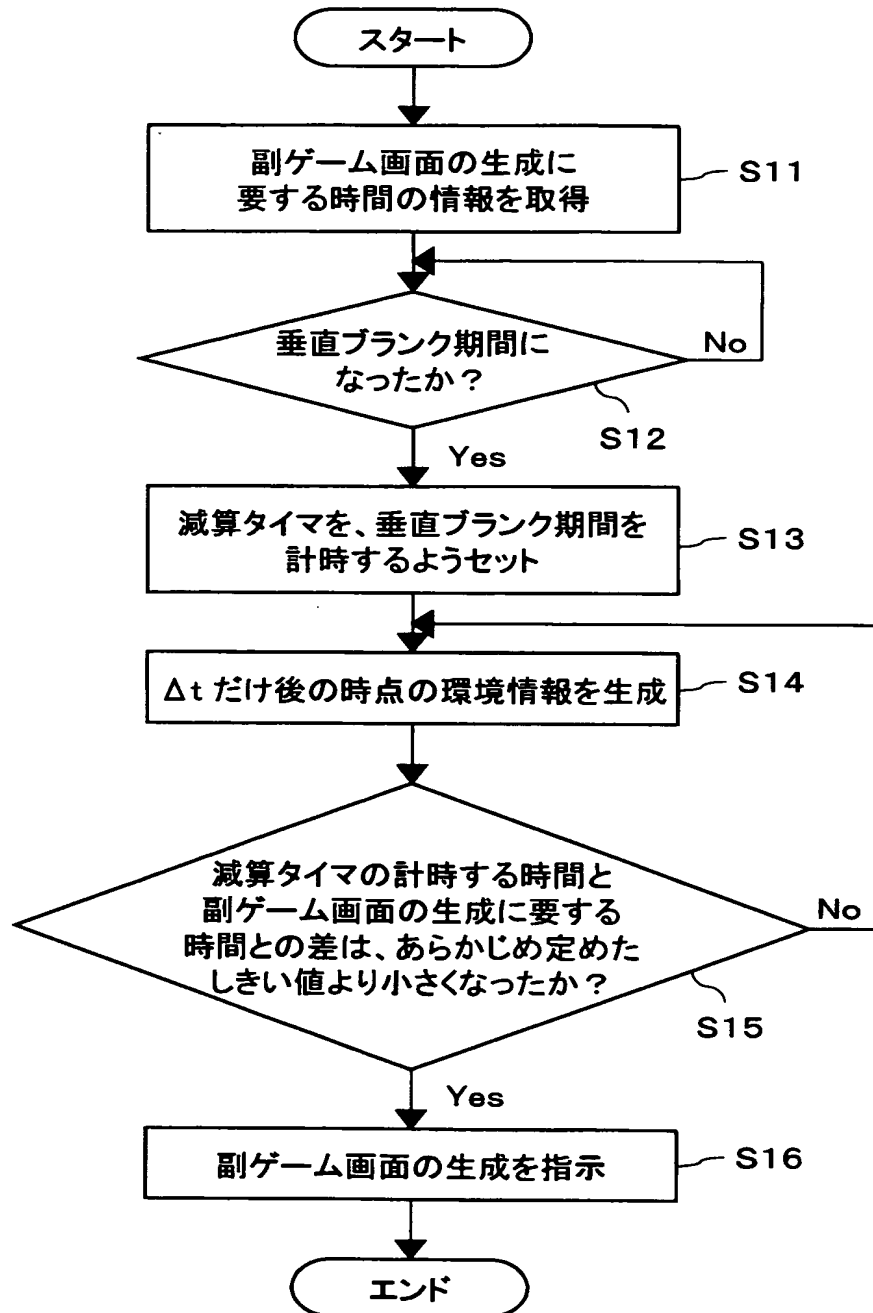 スタート
副ゲーム画面の生成に
要する時間の情報を取得
S11
垂直ブランク期間に
なったか？
No
S12
Yes
減算タイマを、垂直ブランク期間を
計時するようセット
S13
Δtだけ後の時点の環境情報を生成
S14
減算タイマの計時する時間と
副ゲーム画面の生成に要する
時間との差は、あらかじめ定めた
しきい値より小さくなったか？
No
S15
Yes
副ゲーム画面の生成を指示
S16
エンド